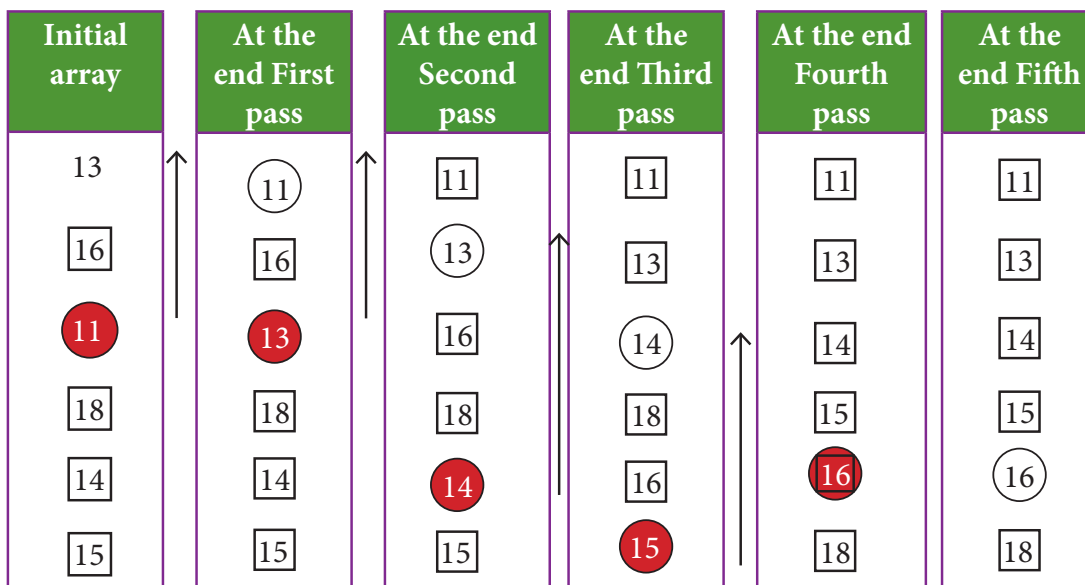 Initial
array
At the
end First
pass
At the end
Second
pass
At the
end Third
pass
At the end
Fourth
pass
At the
end Fifth
pass
13 11 11 11 11 11
16 16 13 13 13 13
11 13 16 14 14 14
18 18 18 18 15 15
14 14 14 16 16 16
15 15 15 15 18 18